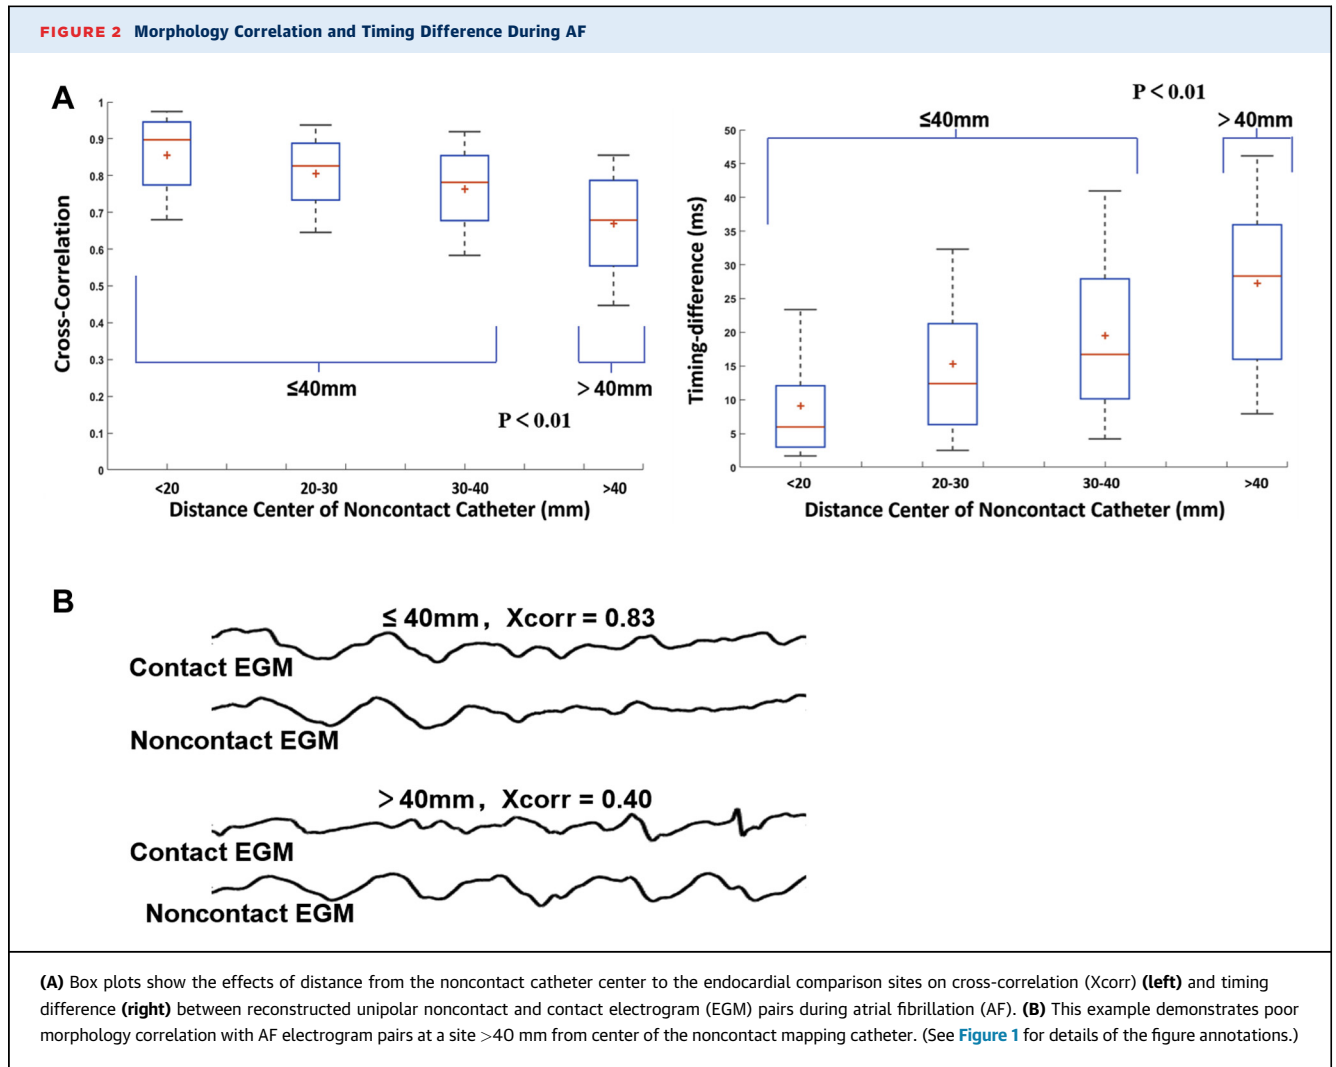 FIGURE 2 Morphology Correlation and Timing Difference During AF
A
1
0.9
0.8
0.7
0.6
0.5
0.4
0.3
0.2
0.1
0
Cross-Correlation
≤40mm
>40mm
P<0.01
<20
20-30
30-40
>40
Distance Center of Noncontact Catheter (mm)
P<0.01
≤40mm
>40mm
50
45
40
35
30
25
20
15
10
5
0
Timing-difference (ms)
<20
20-30
30-40
>40
Distance Center of Noncontact Catheter (mm)
B
≤ 40mm, Xcorr = 0.83
Contact EGM
Noncontact EGM
>40mm, Xcorr = 0.40
Contact EGM
Noncontact EGM
(A) Box plots show the effects of distance from the noncontact catheter center to the endocardial comparison sites on cross-correlation (Xcorr) (left) and timing
difference (right) between reconstructed unipolar noncontact and contact electrogram (EGM) pairs during atrial fibrillation (AF). (B) This example demonstrates poor
morphology correlation with AF electrogram pairs at a site >40 mm from center of the noncontact mapping catheter. (See Figure 1 for details of the figure annotations.)